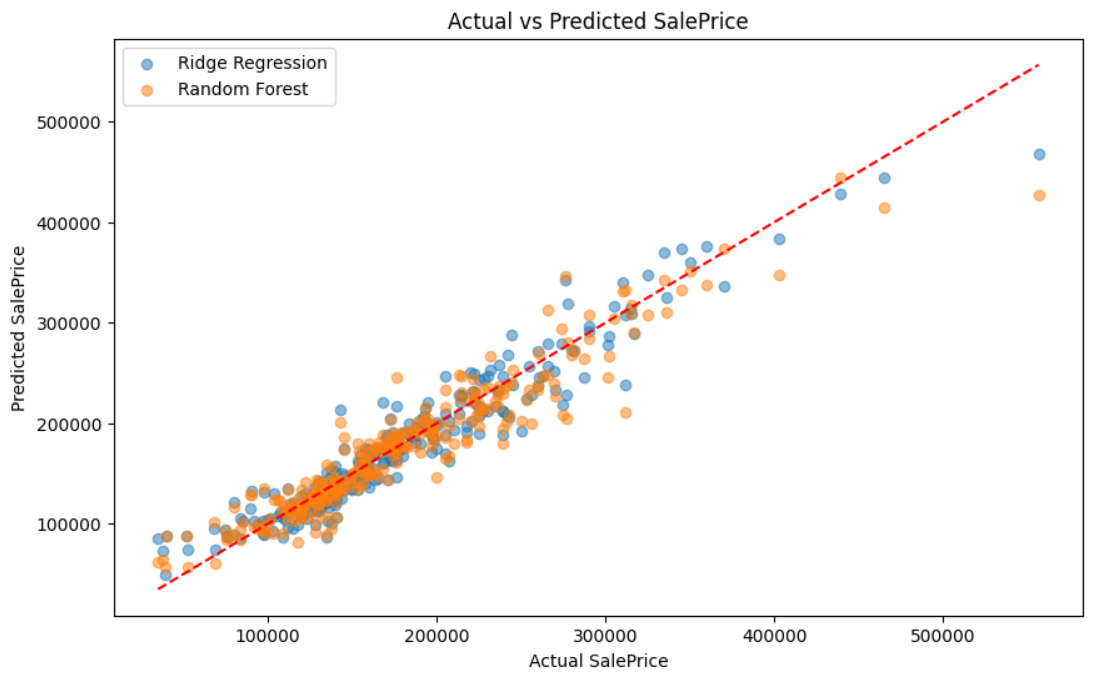 Actual vs Predicted SalePrice
Ridge Regression
Random Forest
500000
400000
300000
200000
100000
Predicted SalePrice
100000
200000
300000
400000
500000
Actual SalePrice